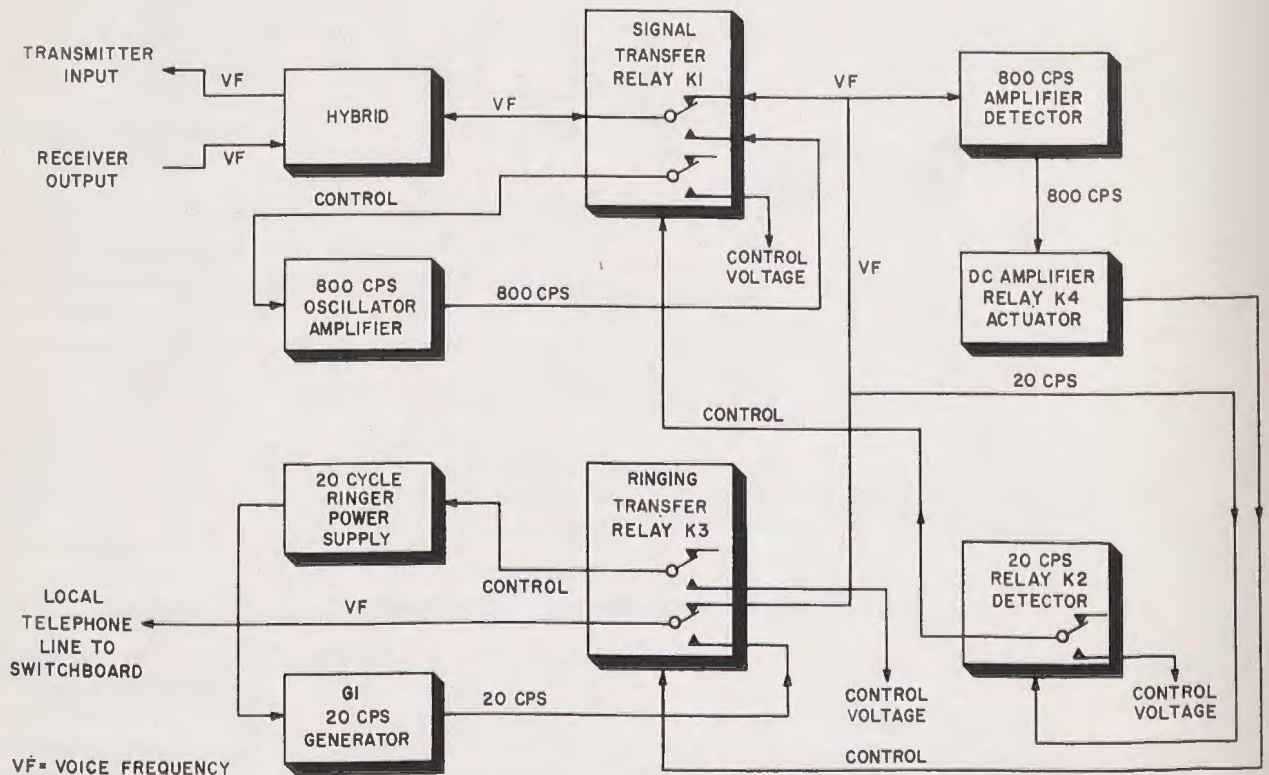 TRANSMITTER
INPUT
VF
RECEIVER
OUTPUT
VF
HYBRID
VF
SIGNAL
TRANSFER
RELAY K1
VF
800 CPS
AMPLIFIER
DETECTOR
800 CPS
DC AMPLIFIER
RELAY K4
ACTUATOR
CONTROL
800 CPS
OSCILLATOR
AMPLIFIER
800 CPS
CONTROL
VOLTAGE
VF
20 CPS
CONTROL
20 CYCLE
RINGER
POWER
SUPPLY
CONTROL
RINGING
TRANSFER
RELAY K3
20 CPS
RELAY K2
DETECTOR
LOCAL
TELEPHONE
LINE TO
SWITCHBOARD
VF
GI
20 CPS
GENERATOR
20 CPS
CONTROL
VOLTAGE
CONTROL
VOLTAGE
CONTROL
VF= VOICE FREQUENCY